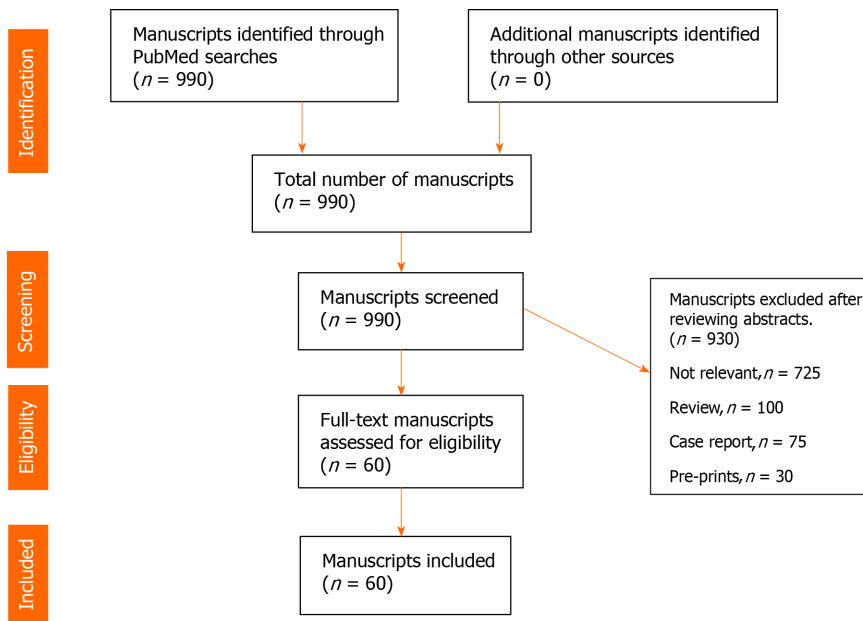 Identification
Manuscripts identified through
PubMed searches
(n = 990)
Additional manuscripts identified
through other sources
(n = 0)
Total number of manuscripts
(n = 990)
Screening
Manuscripts screened
(n = 990)
Manuscripts excluded after
reviewing abstracts.
(n = 930)
Not relevant, n = 725
Review, n = 100
Case report, n = 75
Pre-prints, n = 30
Eligibility
Full-text manuscripts
assessed for eligibility
(n = 60)
Included
Manuscripts included
(n = 60)